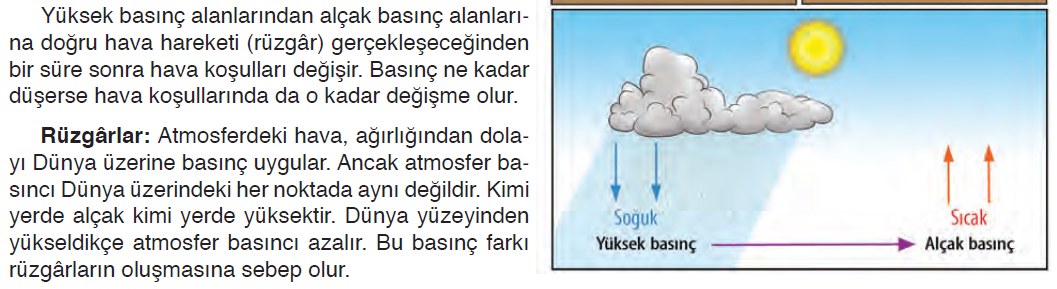 Yüksek basınç alanlarından alçak basınç alanları-
na doğru hava hareketi (rüzgâr) gerçekleşeceğinden
bir süre sonra hava koşulları değişir. Basınç ne kadar
düşerse hava koşullarında da o kadar değişme olur.
Rüzgârlar: Atmosferdeki hava, ağırlığından dola-
yı Dünya üzerine basınç uygular. Ancak atmosfer ba-
sıncı Dünya üzerindeki her noktada aynı değildir. Kimi
yerde alçak kimi yerde yüksektir. Dünya yüzeyinden
yükseldikçe atmosfer basıncı azalır. Bu basınç farkı
rüzgârların oluşmasına sebep olur.
Soğuk
Yüksek basınç
Sıcak
Alçak basınç